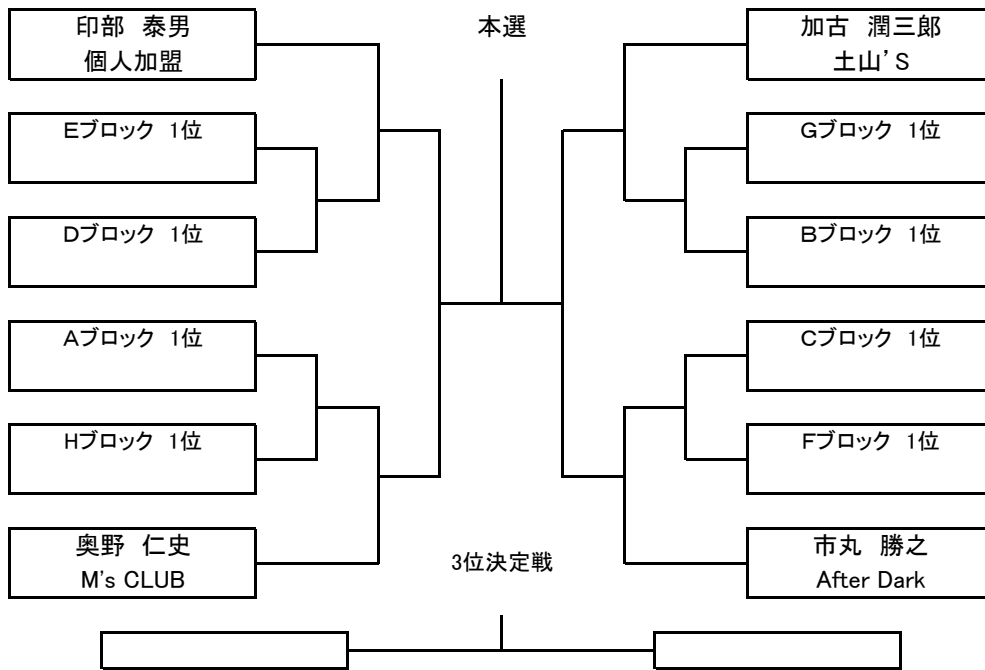 本選
印部 泰男
個人加盟
Eブロック 1位
Dブロック 1位
Aブロック 1位
Hブロック 1位
奥野 仁史
M's CLUB
加古 潤三郎
土山’S
Gブロック 1位
Bブロック 1位
Cブロック 1位
Fブロック 1位
市丸 勝之
After Dark
3位決定戦